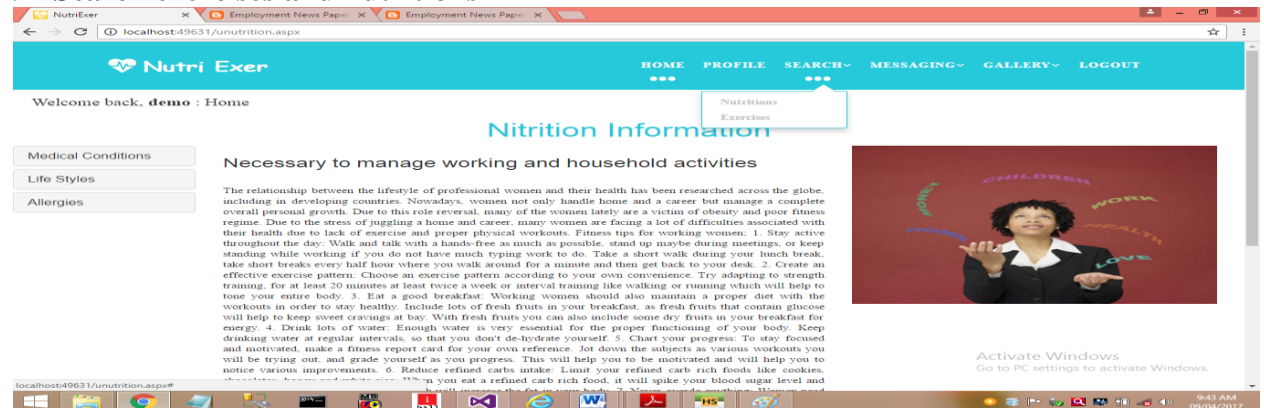 NutriExer
Employment News Pape
Employment News Pape
localhost:49631/unutrition.aspx
Nutri Exer
HOME PROFILE SEARCH MESSAGING GALLERY LOGOUT
Nutritions
Exercises
Welcome back, demo : Home
Nitrition Information
Medical Conditions
Life Styles
Allergies
Necessary to manage working and household activities
The relationship between the lifestyle of professional women and their health has been researched across the globe,
including in developing countries. Nowadays, women not only handle home and a career but manage a complete
overall personal growth. Due to this role reversal, many of the women lately are a victim of obesity and poor fitness
regime. Due to the stress of juggling a home and career, many women are facing a lot of difficulties associated with
their health due to lack of exercise and proper physical workouts. Fitness tips for working women; 1. Stay active
throughout the day: Walk and talk with a hands-free as much as possible, stand up maybe during meetings, or keep
standing while working if you do not have much typing work to do. Take a short walk during your lunch break,
take short breaks every half hour where you walk around for a minute and then get back to your desk. 2. Create an
effective exercise pattern: Choose an exercise pattern according to your own convenience. Try adapting to strength
training, for at least 20 minutes at least twice a week or interval training like walking or running which will help to
tone your entire body. 3. Eat a good breakfast: Working women should also maintain a proper diet with the
workouts in order to stay healthy. Include lots of fresh fruits in your breakfast, as fresh fruits that contain glucose
will help to keep sweet cravings at bay. With fresh fruits you can also include some dry fruits in your breakfast for
energy. 4. Drink lots of water: Enough water is very essential for the proper functioning of your body. Keep
drinking water at regular intervals, so that you don't de-hydrate yourself. 5. Chart your progress: To stay focused
and motivated, make a fitness report card for your own reference. Jot down the subjects as various workouts you
will be trying out, and grade yourself as you progress. This will help you to be motivated and will help you to
notice various improvements. 6. Reduce refined carbs intake: Limit your refined carb rich foods like cookies,
you eat a refined carb rich food, it will spike your blood sugar level and
CHILDREN
MONEY
WORK
HOME
HEALTH
LOVE
Activate Windows
Go to PC settings to activate Windows.
localhost:49631/unutrition.aspx#
9:43 AM
09/04/2017